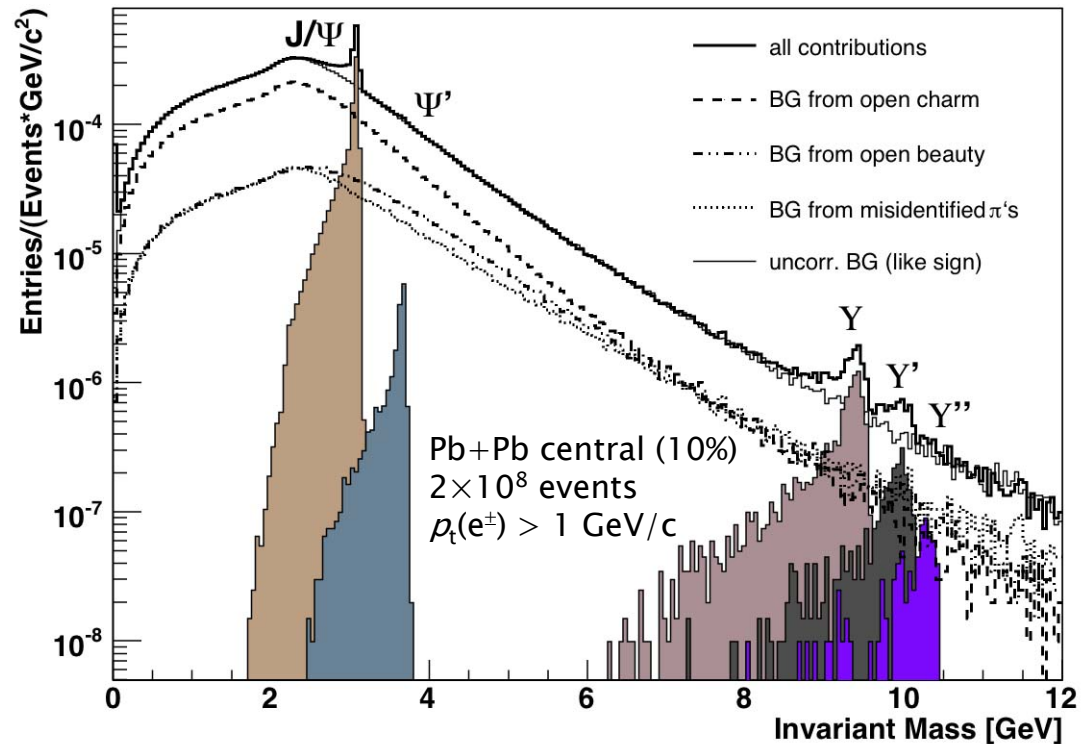 Entries/(Events*GeV/c²)
10⁻⁴
10⁻⁵
10⁻⁶
10⁻⁷
10⁻⁸
J/Ψ
Ψ'
all contributions
BG from open charm
BG from open beauty
BG from misidentified π's
uncorr. BG (like sign)
Υ
Υ'
Υ''
Pb+Pb central (10%)
2×10⁸ events
pₜ(e±) > 1 GeV/c
0 2 4 6 8 10 12
Invariant Mass [GeV]